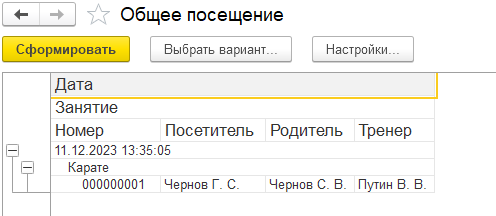 Общее посещение
Сформировать Выбрать вариант... Настройки...
Дата
Занятие
Номер Посетитель Родитель Тренер
11.12.2023 13:35:05
Карате
000000001 Чернов Г. С. Чернов С. В. Путин В. В.